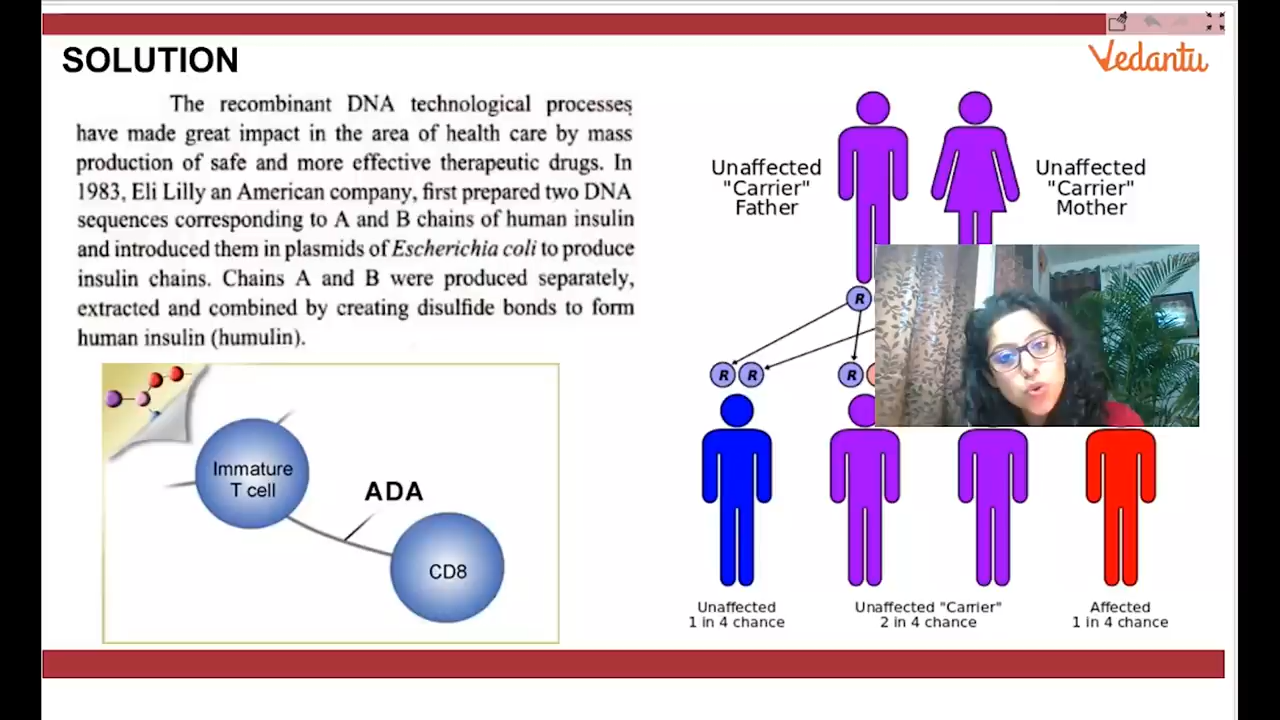 SOLUTION
Vedantu
The recombinant DNA technological processes
have made great impact in the area of health care by mass
production of safe and more effective therapeutic drugs. In
1983, Eli Lilly an American company, first prepared two DNA
sequences corresponding to A and B chains of human insulin
and introduced them in plasmids of Escherichia coli to produce
insulin chains. Chains A and B were produced separately,
extracted and combined by creating disulfide bonds to form
human insulin (humulin).
Immature
T cell
ADA
CD8
Unaffected
"Carrier"
Father
Unaffected
"Carrier"
Mother
R
R R
R
Unaffected
1 in 4 chance
Unaffected "Carrier"
2 in 4 chance
Affected
1 in 4 chance